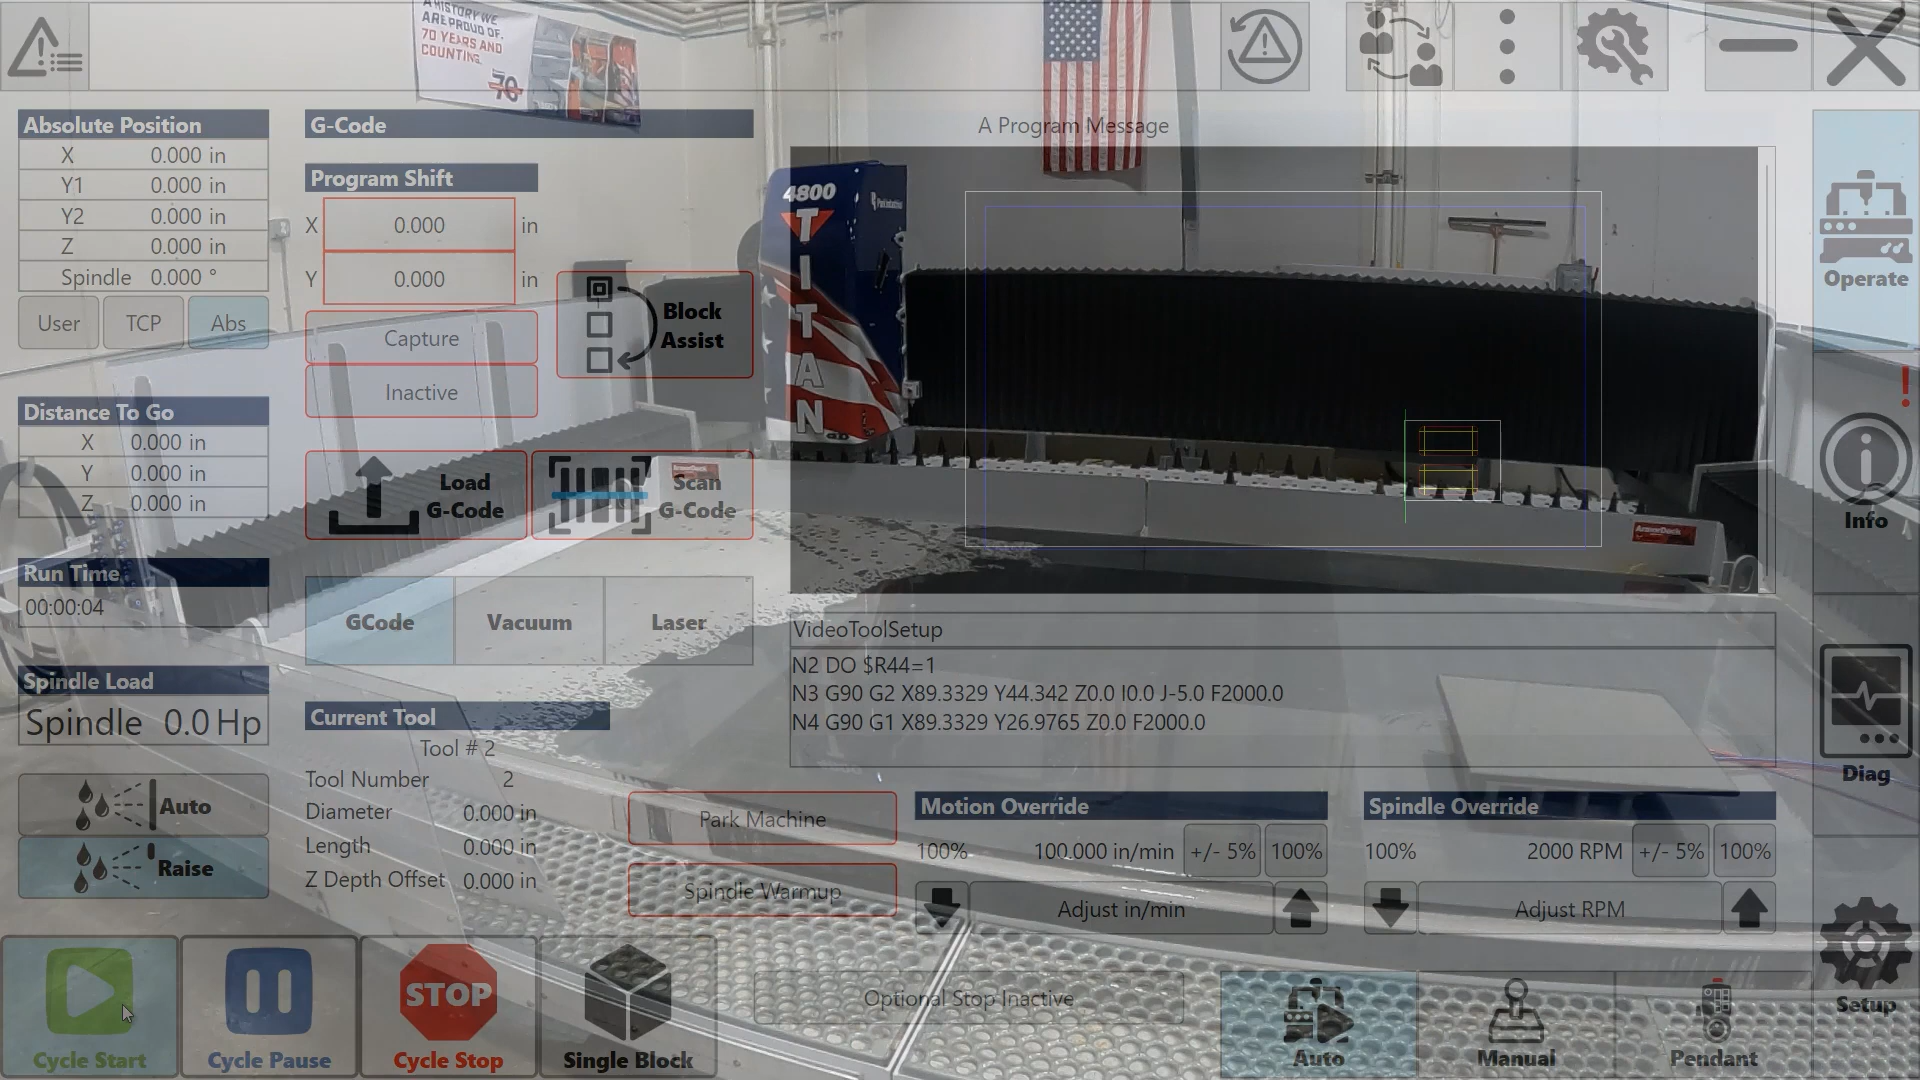 A HISTORY WE
ARE PROUD OF.
70 YEARS AND
COUNTING.
70
Absolute Position
X 0.000 in
Y1 0.000 in
Y2 0.000 in
Z 0.000 in
Spindle 0.000 °
User TCP Abs
Distance To Go
X 0.000 in
Y 0.000 in
Z 0.000 in
Run Time
00:00:04
Spindle Load
Spindle 0.0 Hp
Auto
Raise
G-Code
Program Shift
X 0.000 in
Y 0.000 in
Capture
Inactive
Block
Assist
Load
G-Code
Scan
G-Code
GCode Vacuum Laser
Current Tool
Tool # 2
Tool Number 2
Diameter 0.000 in
Length 0.000 in
Z Depth Offset 0.000 in
Park Machine
Spindle Warmup
A Program Message
4800
Park Industries
TITAN
ArmorDeck
ArmorDeck
VideoToolSetup
N2 DO $R44=1
N3 G90 G2 X89.3329 Y44.342 Z0.0 I0.0 J-5.0 F2000.0
N4 G90 G1 X89.3329 Y26.9765 Z0.0 F2000.0
Motion Override
100% 100.000 in/min +/- 5% 100%
Adjust in/min
Spindle Override
100% 2000 RPM +/- 5% 100%
Adjust RPM
Operate
Info
Diag
Setup
Cycle Start
Cycle Pause
STOP
Cycle Stop
Single Block
Optional Stop Inactive
Auto
Manual
Pendant